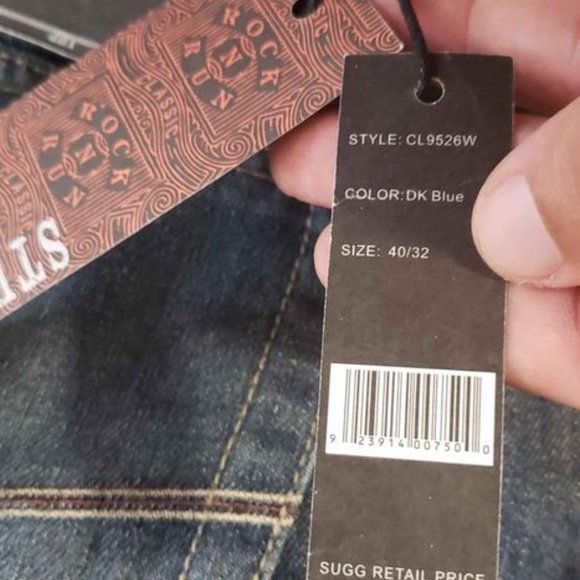 ROCK
N
RUN
CLASSIC
ROCK
N
RUN
CLASSIC
STYLE: CL9526W
COLOR:DK Blue
SIZE: 40/32
9 23914 00750 0
SUGG RETAIL PRICE